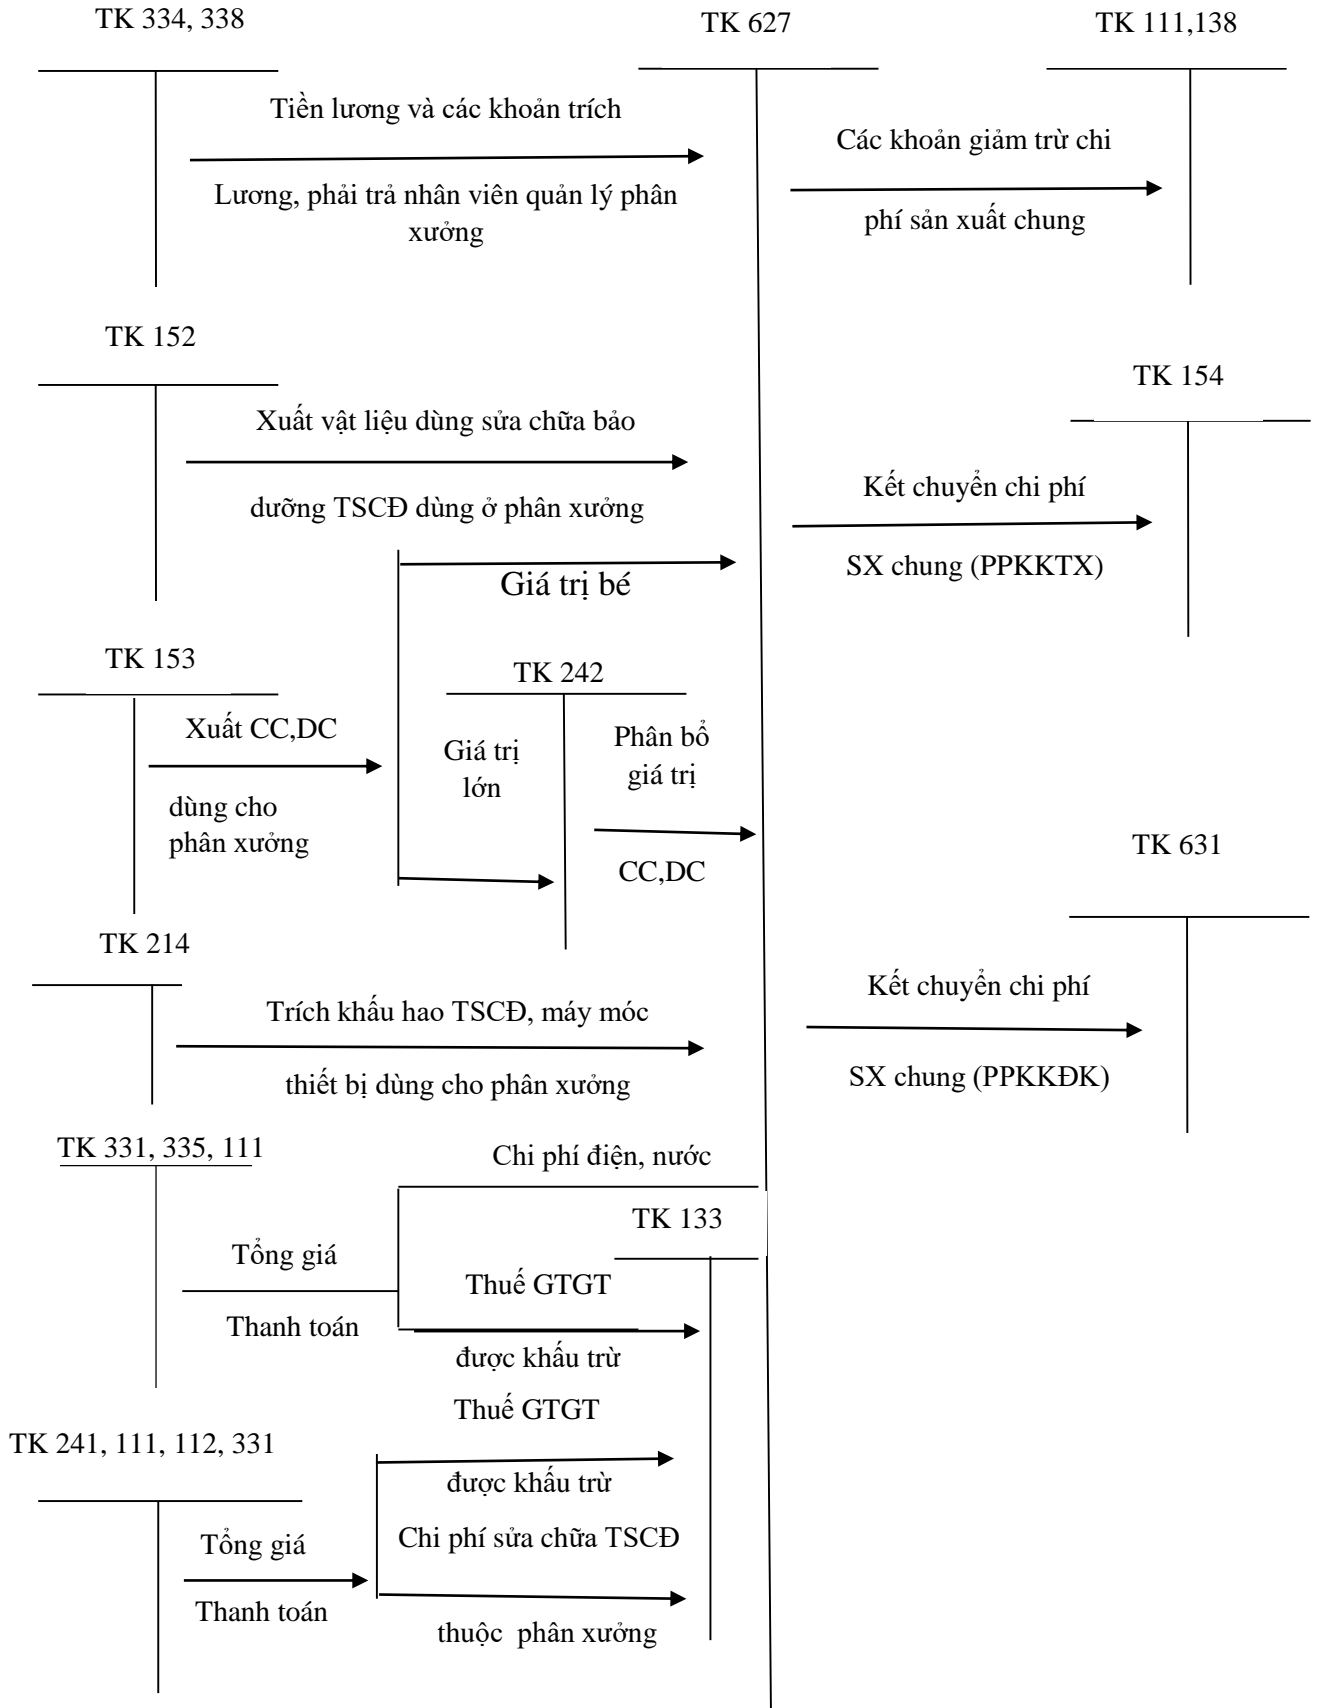 TK 334, 338
TK 627
TK 111,138
Tiền lương và các khoản trích
Lương, phải trả nhân viên quản lý phân
xưởng
Các khoản giảm trừ chi
phí sản xuất chung
TK 152
TK 154
Xuất vật liệu dùng sửa chữa bảo
dưỡng TSCĐ dùng ở phân xưởng
Kết chuyển chi phí
SX chung (PPKKTX)
Giá trị bé
TK 153
TK 242
Xuất CC,DC
dùng cho
phân xưởng
Giá trị
lớn
Phân bổ
giá trị
CC,DC
TK 631
TK 214
Trích khấu hao TSCĐ, máy móc
thiết bị dùng cho phân xưởng
Kết chuyển chi phí
SX chung (PPKKĐK)
TK 331, 335, 111
Chi phí điện, nước
TK 133
Tổng giá
Thanh toán
Thuế GTGT
được khấu trừ
Thuế GTGT
được khấu trừ
TK 241, 111, 112, 331
Tổng giá
Thanh toán
Chi phí sửa chữa TSCĐ
thuộc  phân xưởng